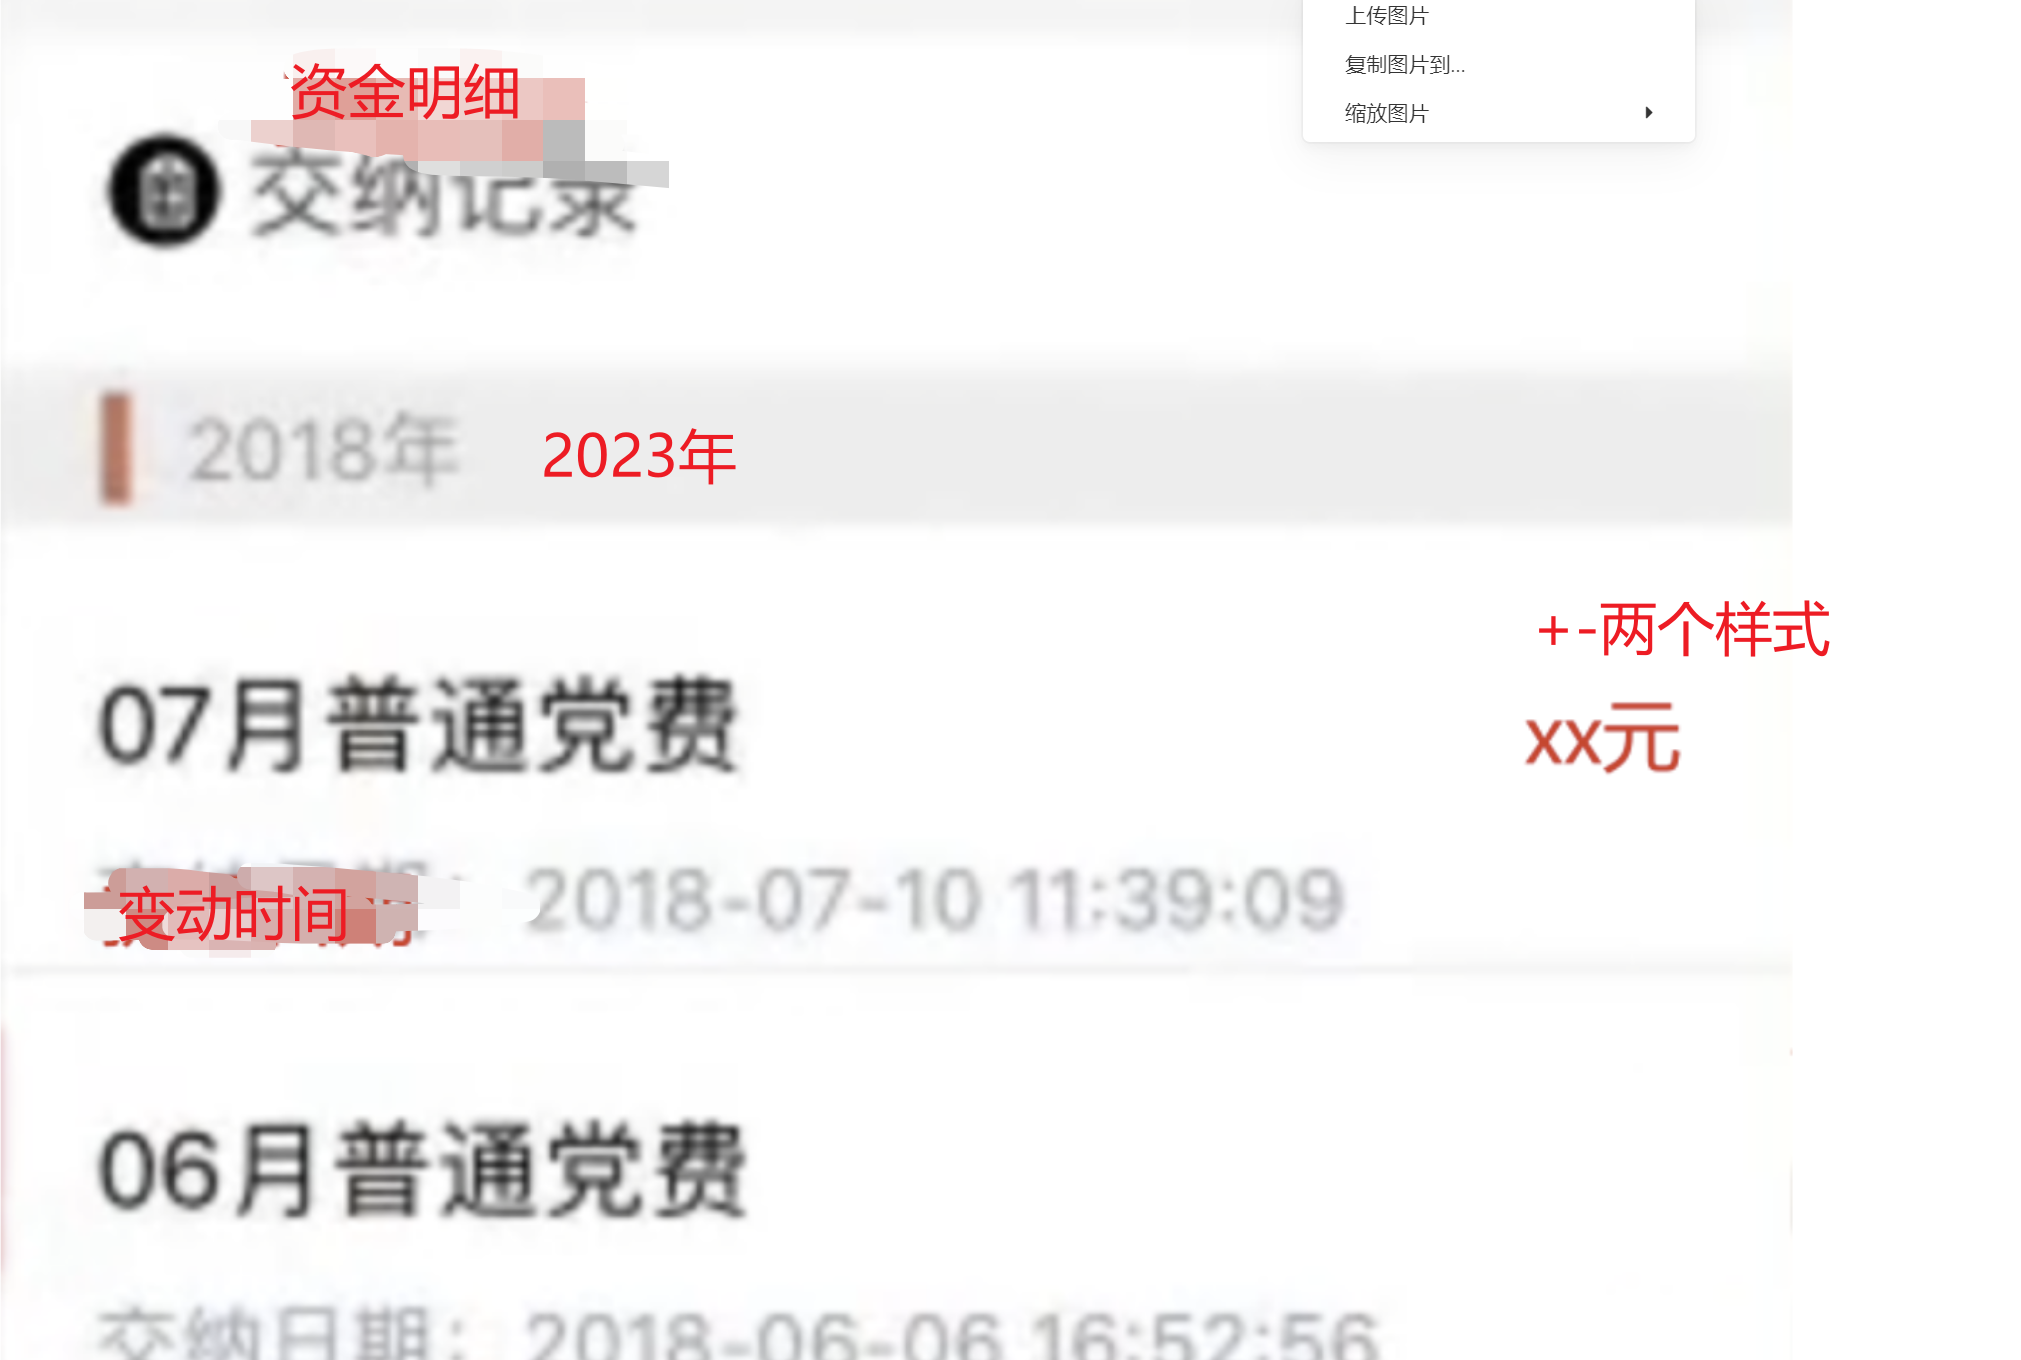 上传图片
复制图片到...
缩放图片
资金明细
交纳记录
2018年 2023年
+-两个样式
07月普通党费 xx元
变动时间 2018-07-10 11:39:09
06月普通党费
交纳日期： 2018-06-06 16:52:56